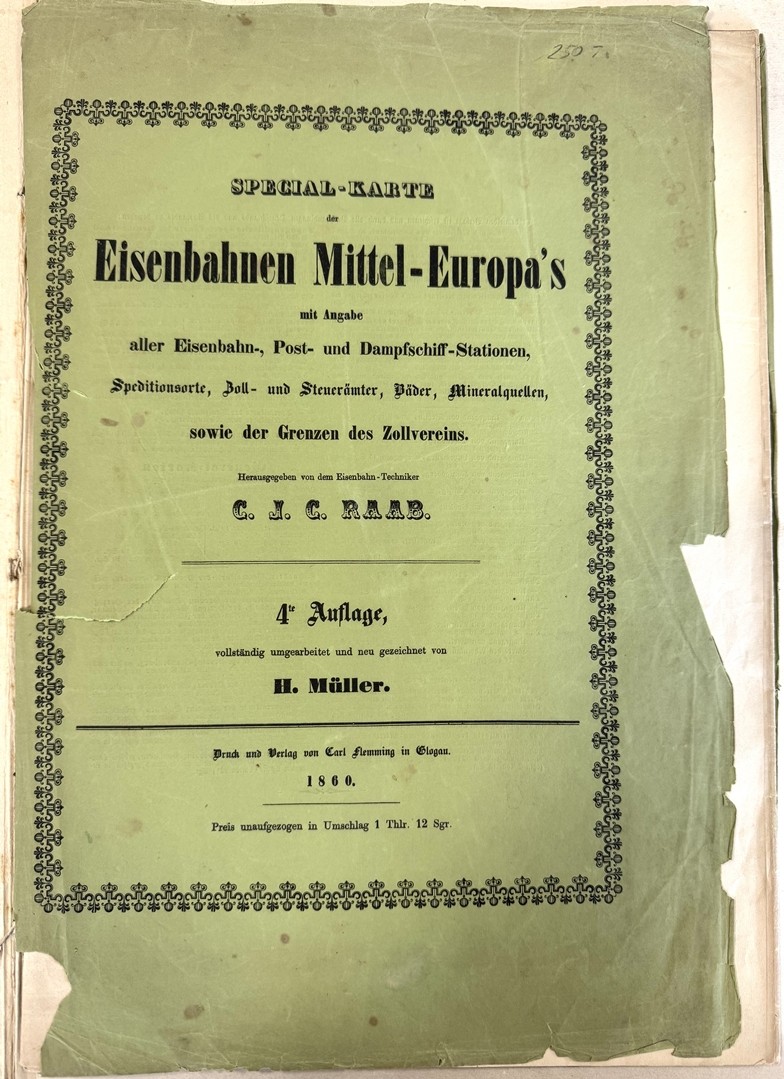 250 T.
SPECIAL-KARTE
der
Eisenbahnen Mittel-Europa's
mit Angabe
aller Eisenbahn-, Post- und Dampfschiff-Stationen,
Speditionsorte, Zoll- und Steuerämter, Bäder, Mineralquellen,
sowie der Grenzen des Zollvereins.
Herausgegeben von dem Eisenbahn-Techniker
C. J. C. RAAB.
4te Auflage,
vollständig umgearbeitet und neu gezeichnet von
H. Müller.
Druck und Verlag von Carl Flemming in Glogau.
1860.
Preis unaufgezogen in Umschlag 1 Thlr. 12 Sgr.